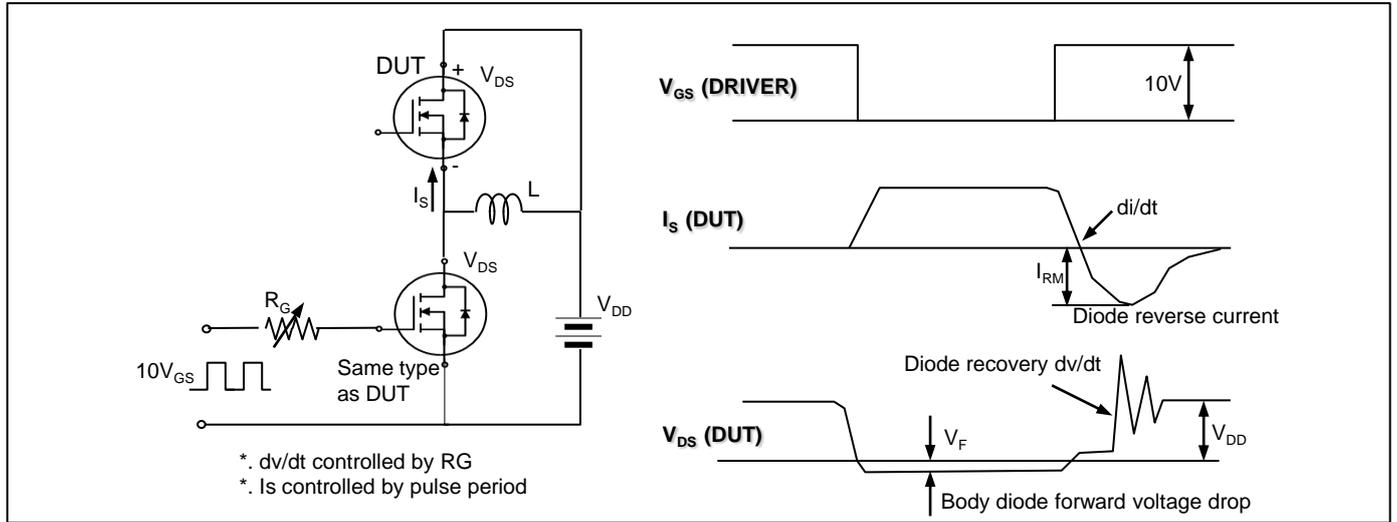 DUT
+
V_DS
-
I_S
L
V_DS
R_G
V_DD
10V_GS
Same type
as DUT
*. dv/dt controlled by RG
*. Is controlled by pulse period
V_GS (DRIVER)
10V
I_S (DUT)
di/dt
I_RM
Diode reverse current
Diode recovery dv/dt
V_DS (DUT)
V_F
V_DD
Body diode forward voltage drop